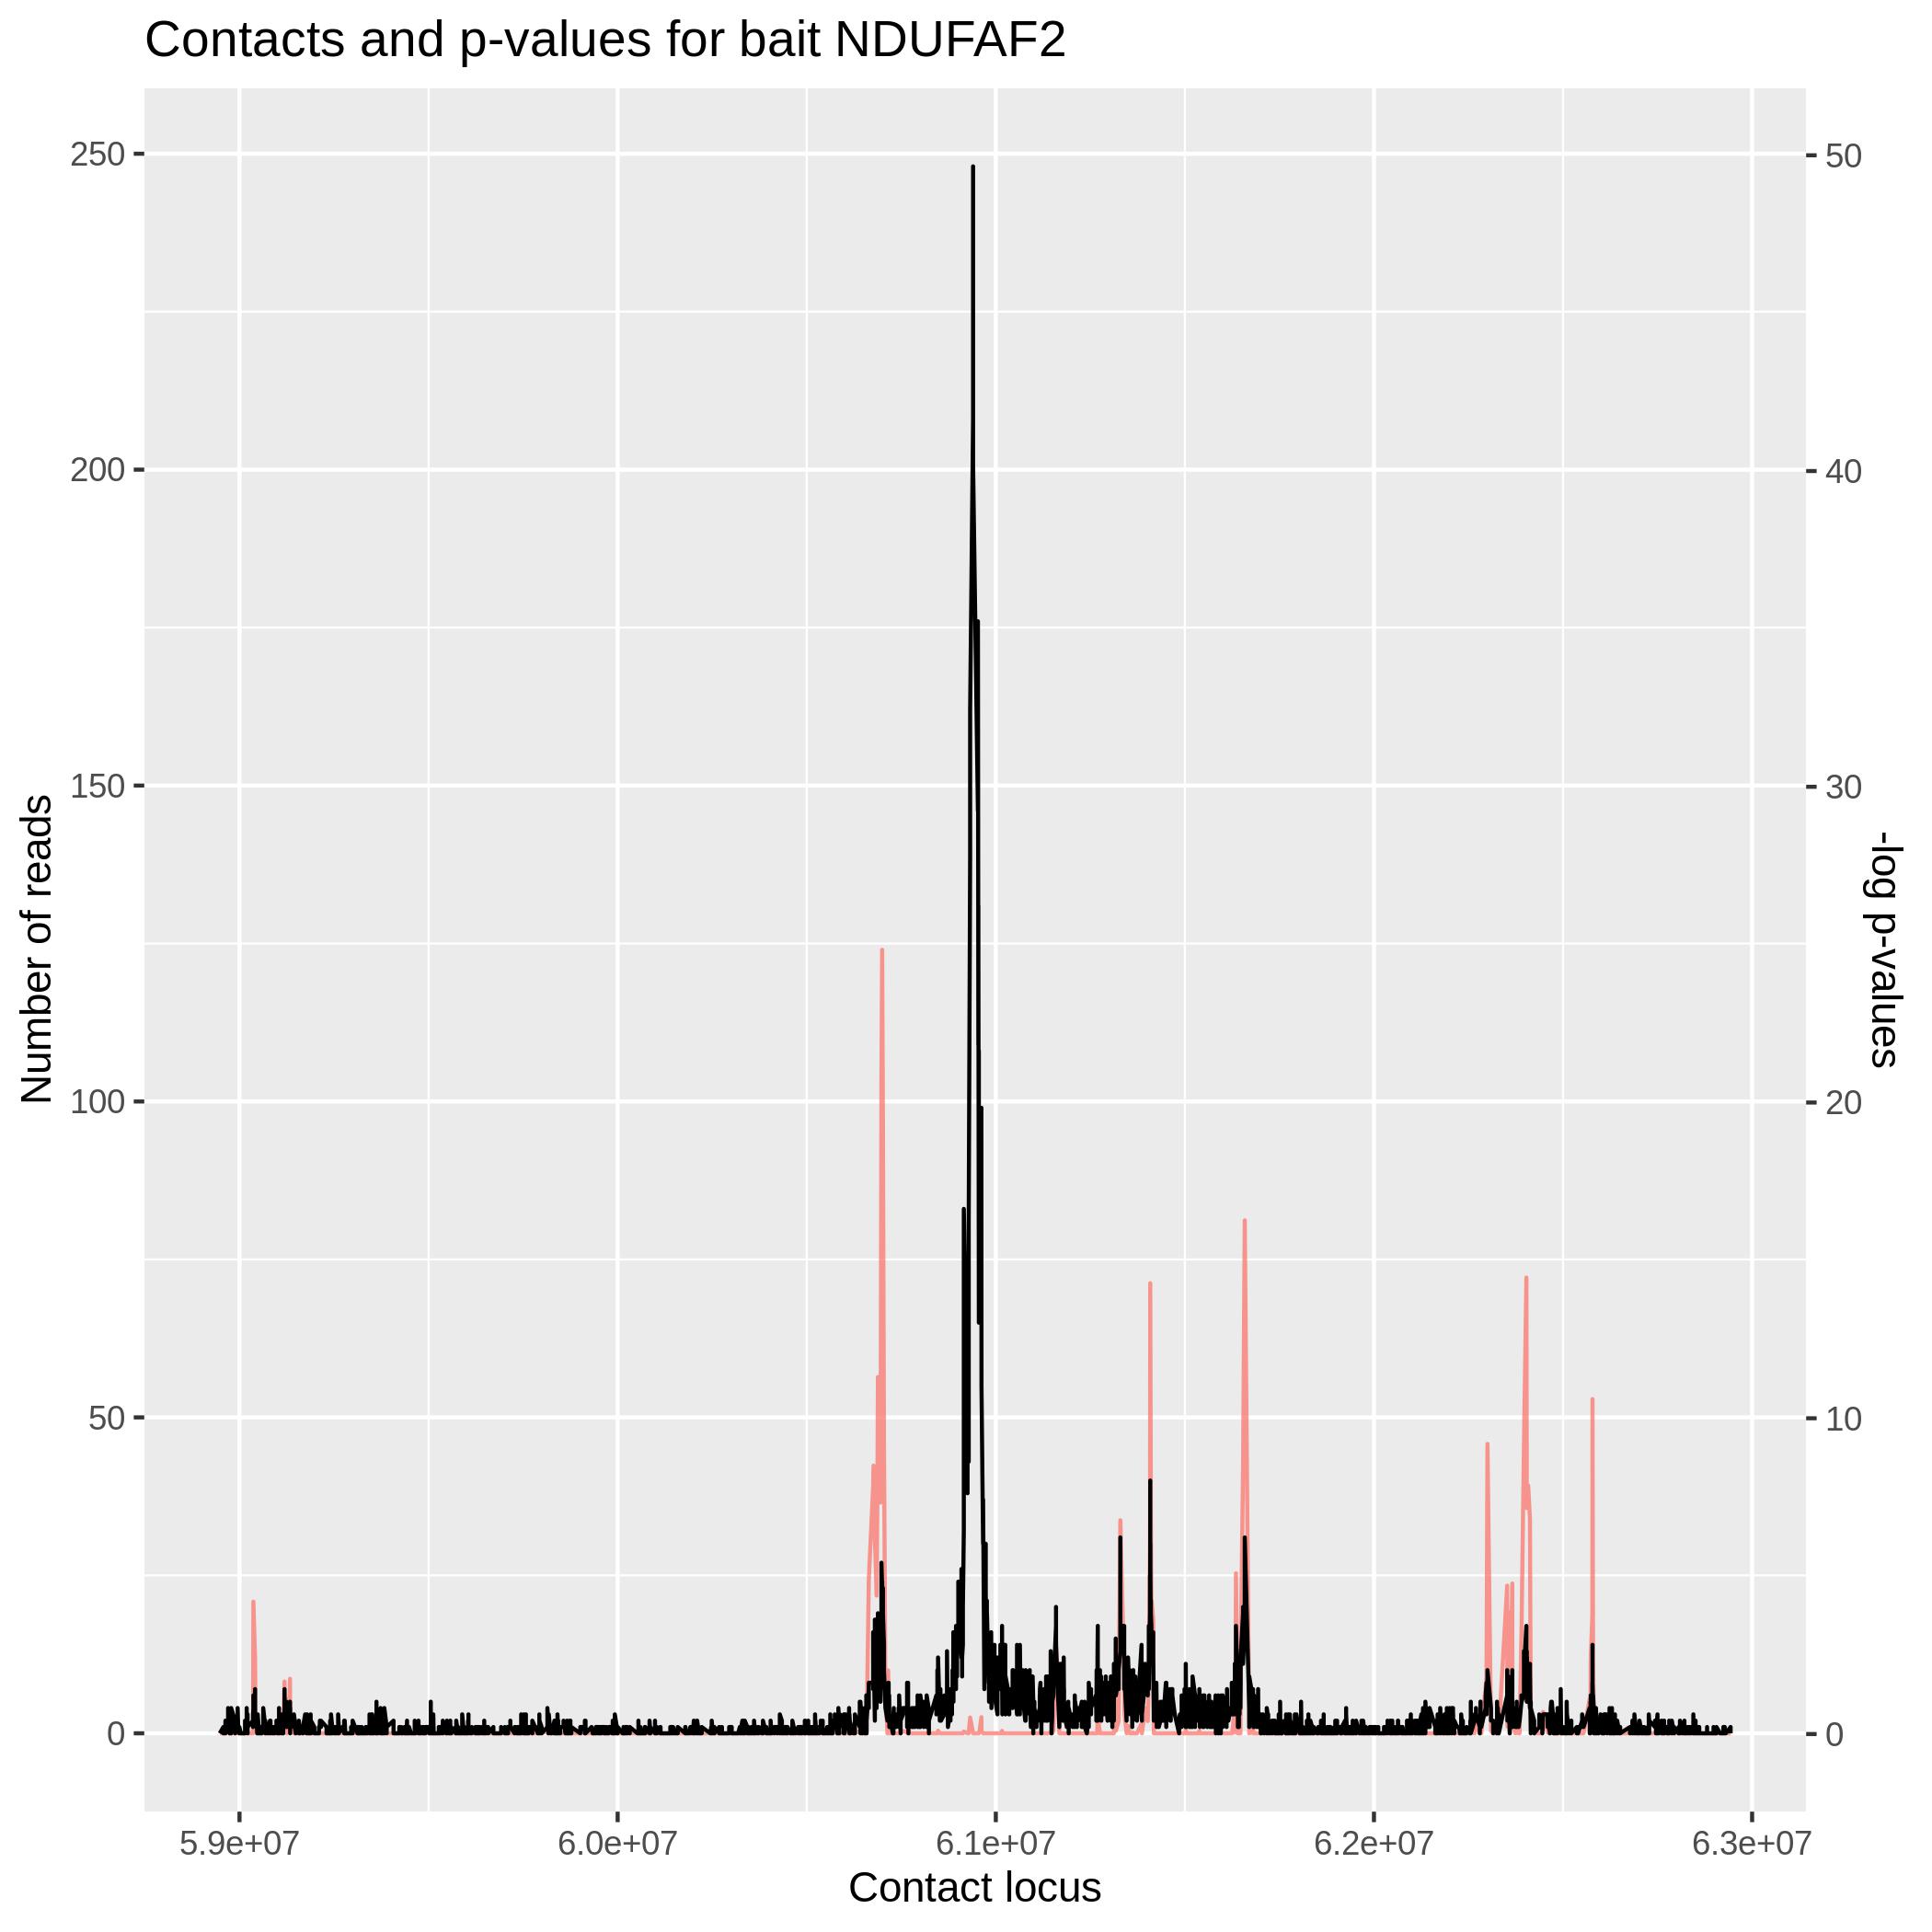 Contacts and p-values for bait NDUFAF2
250
200
150
100
50
0
Number of reads
50
40
30
20
10
0
-log p-values
5.9e+07
6.0e+07
6.1e+07
6.2e+07
6.3e+07
Contact locus